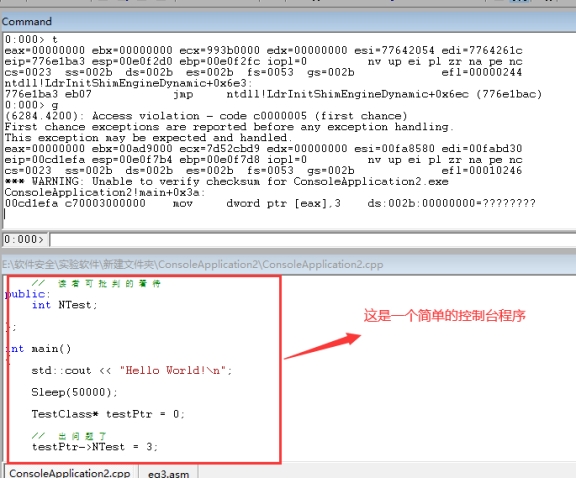 Command
0:000> t
eax=00000000 ebx=00000000 ecx=993b0000 edx=00000000 esi=77642054 edi=7764261c
eip=776e1ba3 esp=00e0f2d0 ebp=00e0f2fc iopl=0         nv up ei pl zr na pe nc
cs=0023  ss=002b  ds=002b  es=002b  fs=0053  gs=002b             efl=00000244
ntdll!LdrInitShimEngineDynamic+0x6e3:
776e1ba3 eb07            jmp     ntdll!LdrInitShimEngineDynamic+0x6ec (776e1bac)
0:000> g
(6284.4200): Access violation - code c0000005 (first chance)
First chance exceptions are reported before any exception handling.
This exception may be expected and handled.
eax=00000000 ebx=00ad9000 ecx=7d52cbd9 edx=00000000 esi=00fa8580 edi=00fabd30
eip=00cd1efa esp=00e0f7b4 ebp=00e0f7d8 iopl=0         nv up ei pl zr na pe nc
cs=0023  ss=002b  ds=002b  es=002b  fs=0053  gs=002b             efl=00010246
*** WARNING: Unable to verify checksum for ConsoleApplication2.exe
ConsoleApplication2!main+0x3a:
00cd1efa c70003000000    mov     dword ptr [eax],3    ds:002b:00000000=????????
0:000>
E:\软件安全\实验软件\新建文件夹\ConsoleApplication2\ConsoleApplication2.cpp
// 读者可批判的看待
public:
int NTest;
};
这是一个简单的控制台程序
int main()
{
std::cout << "Hello World!\n";
Sleep(50000);
TestClass* testPtr = 0;
// 出问题了
testPtr->NTest = 3;
ConsoleApplication2.cpp
eq3.asm